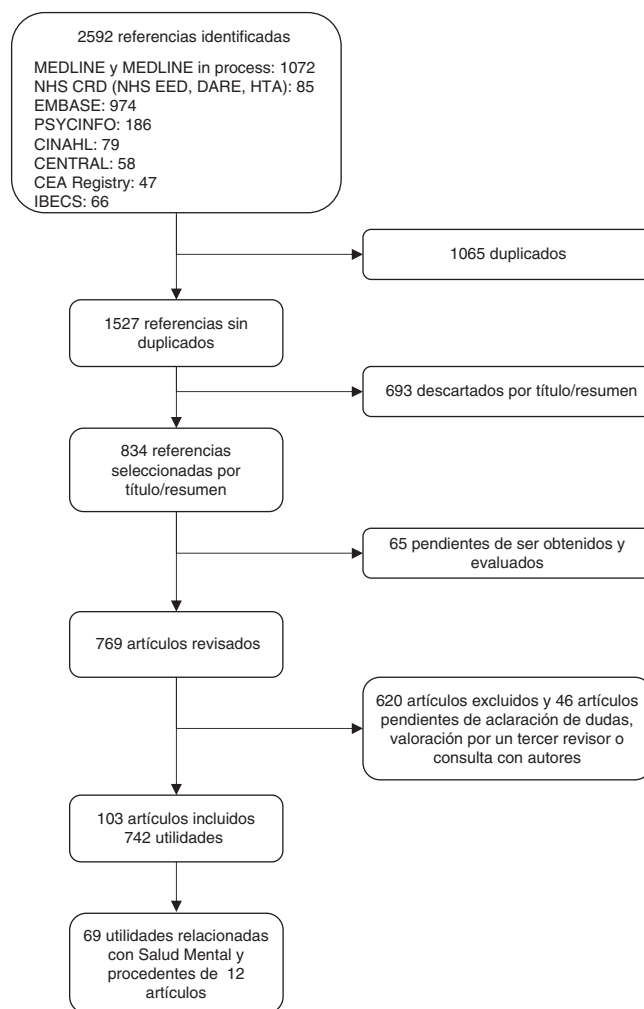 2592 referencias identificadas
MEDLINE y MEDLINE in process: 1072
NHS CRD (NHS EED, DARE, HTA): 85
EMBASE: 974
PSYCINFO: 186
CINAHL: 79
CENTRAL: 58
CEA Registry: 47
IBECS: 66
1065 duplicados
1527 referencias sin
duplicados
693 descartados por título/resumen
834 referencias
seleccionadas por
título/resumen
65 pendientes de ser obtenidos y
evaluados
769 artículos revisados
620 artículos excluidos y 46 artículos
pendientes de aclaración de dudas,
valoración por un tercer revisor o
consulta con autores
103 artículos incluidos
742 utilidades
69 utilidades relacionadas
con Salud Mental y
procedentes de 12
artículos